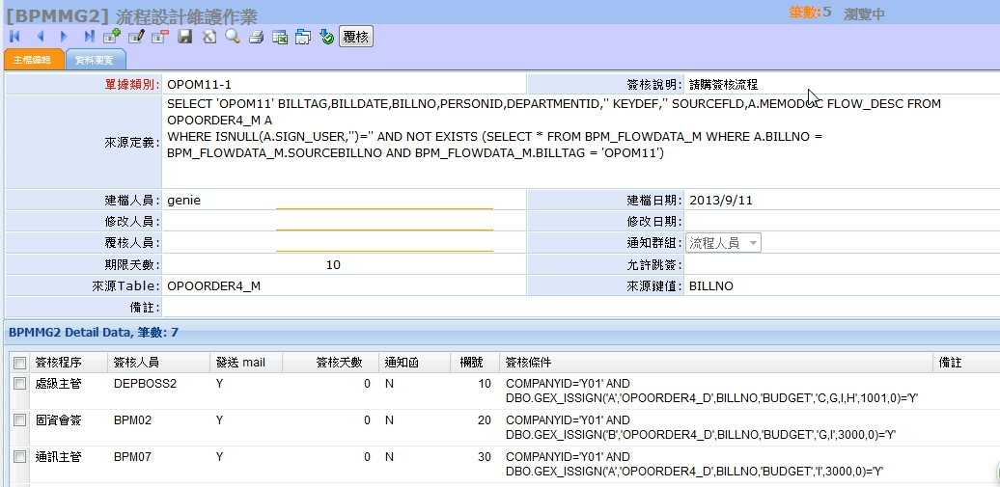 [BPMMG2] 流程設計維護作業
筆數:5 瀏覽中
覆核
主檔編輯 資料瀏覽
單據類別: OPOM11-1 簽核說明: 請購簽核流程
來源定義: SELECT 'OPOM11' BILLTAG,BILLDATE,BILLNO,PERSONID,DEPARTMENTID,'' KEYDEF,'' SOURCEFLD,A.MEMODOC FLOW_DESC FROM
OPOORDER4_M A
WHERE ISNULL(A.SIGN_USER,'')='' AND NOT EXISTS (SELECT * FROM BPM_FLOWDATA_M WHERE A.BILLNO =
BPM_FLOWDATA_M.SOURCEBILLNO AND BPM_FLOWDATA_M.BILLTAG = 'OPOM11')
建檔人員: genie 建檔日期: 2013/9/11
修改人員: 修改日期:
覆核人員: 通知群組: 流程人員
期限天數: 10 允許跳簽:
來源Table: OPOORDER4_M 來源鍵值: BILLNO
備註:
BPMMG2 Detail Data, 筆數: 7
簽核程序 簽核人員 發送 mail 簽核天數 通知函 欄號 簽核條件 備註
處級主管 DEPBOSS2 Y 0 N 10 COMPANYID='Y01' AND
DBO.GEX_ISSIGN('A','OPOORDER4_D',BILLNO,'BUDGET','C,G,I,H',1001,0)='Y'
固資會簽 BPM02 Y 0 N 20 COMPANYID='Y01' AND
DBO.GEX_ISSIGN('B','OPOORDER4_D',BILLNO,'BUDGET','G,I',3000,0)='Y'
通訊主管 BPM07 Y 0 N 30 COMPANYID='Y01' AND
DBO.GEX_ISSIGN('A','OPOORDER4_D',BILLNO,'BUDGET','I',3000,0)='Y'